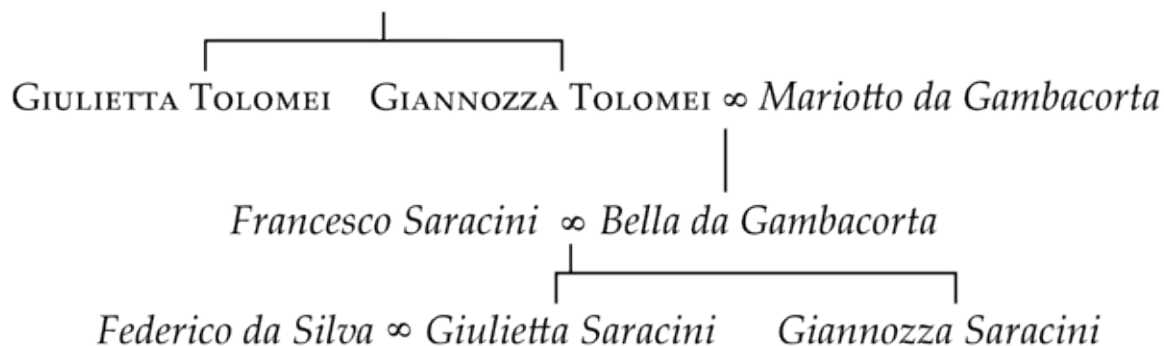 GIULIETTA TOLOMEI GIANNOZZA TOLOMEI ∞ Mariotto da Gambacorta
Francesco Saracini ∞ Bella da Gambacorta
Federico da Silva ∞ Giulietta Saracini Giannozza Saracini